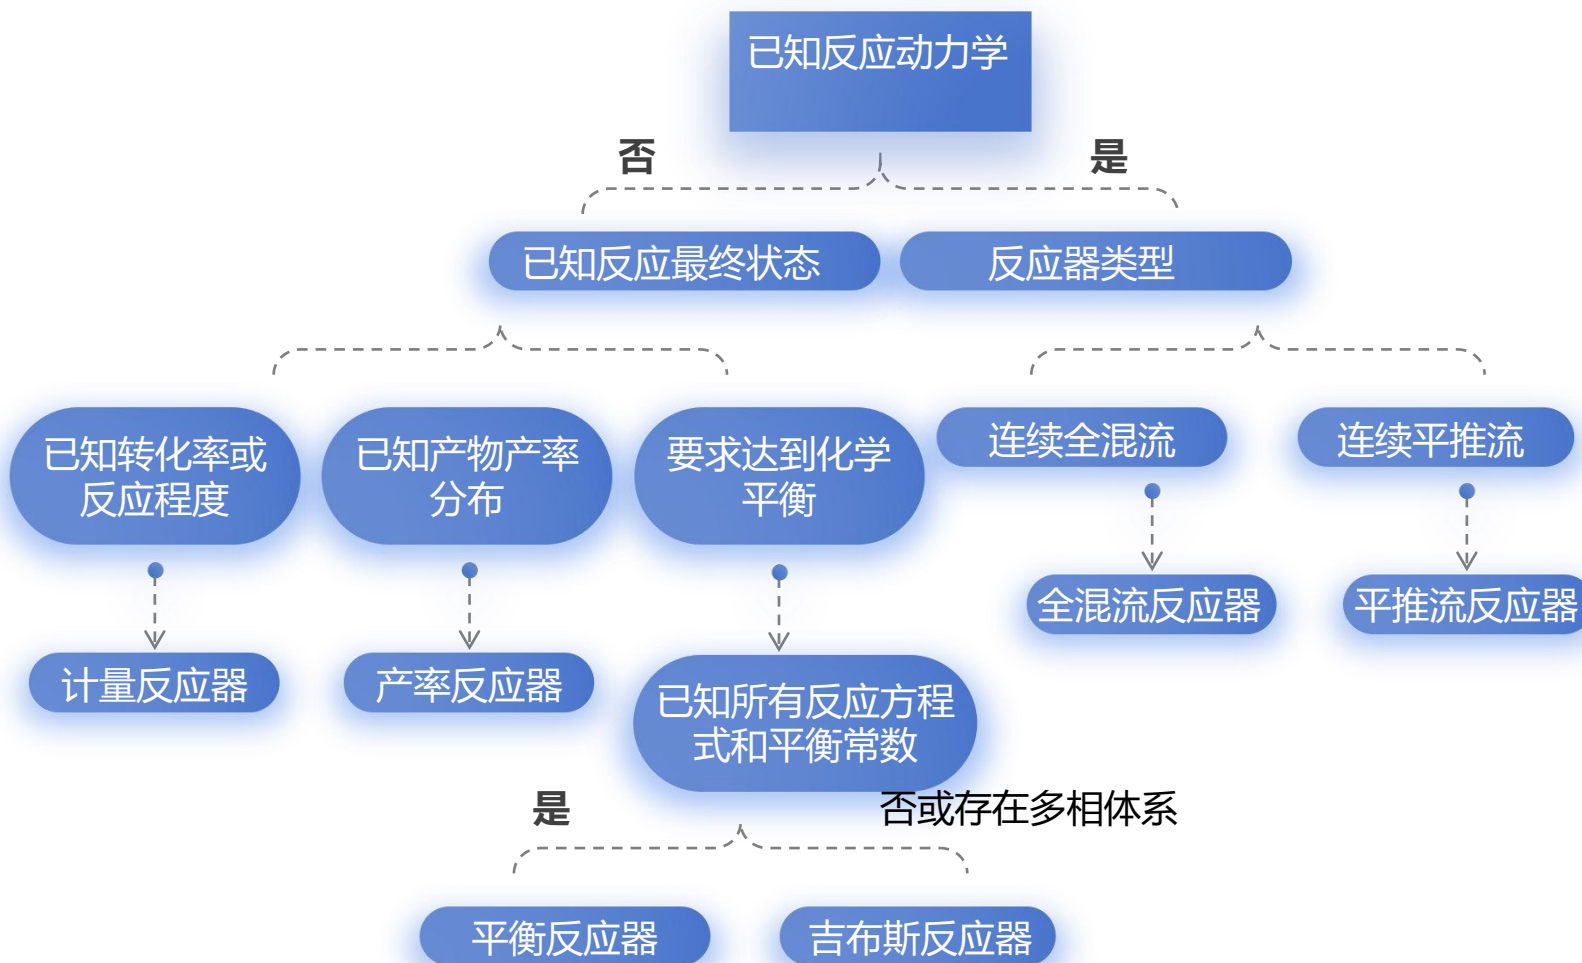 已知反应动力学
否
是
已知反应最终状态
反应器类型
已知转化率或
反应程度
已知产物产率
分布
要求达到化学
平衡
连续全混流
连续平推流
全混流反应器
平推流反应器
计量反应器
产率反应器
已知所有反应方程
式和平衡常数
是
否或存在多相体系
平衡反应器
吉布斯反应器